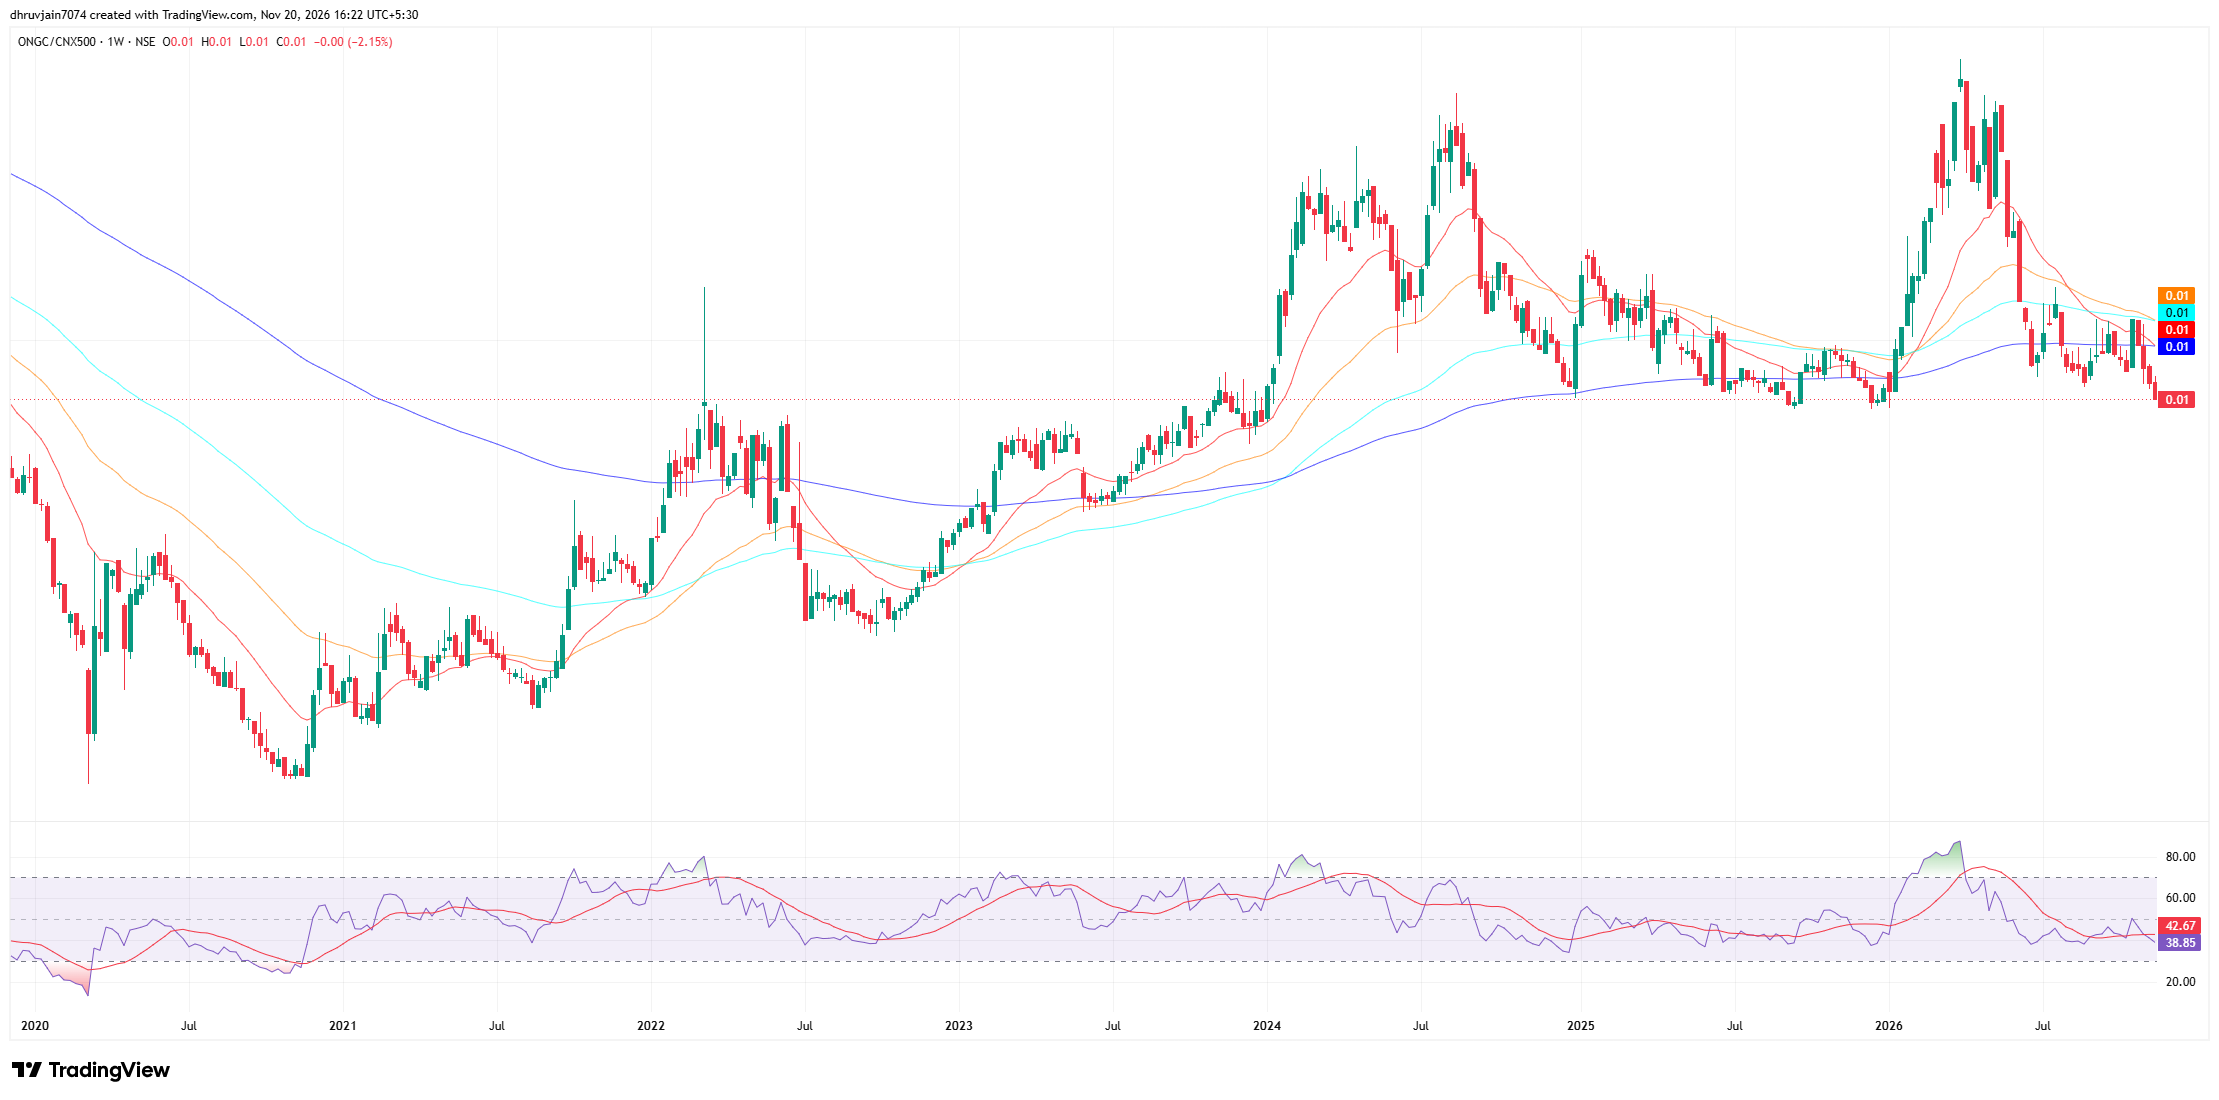 dhruvjain7074 created with TradingView.com, Nov 20, 2026 16:22 UTC+5:30
ONGC/CNX500 · 1W · NSE O0.01 H0.01 L0.01 C0.01 −0.00 (−2.15%)
0.01
0.01
0.01
0.01
0.01
80.00
60.00
42.67
38.85
20.00
2020 Jul 2021 Jul 2022 Jul 2023 Jul 2024 Jul 2025 Jul 2026 Jul
TradingView